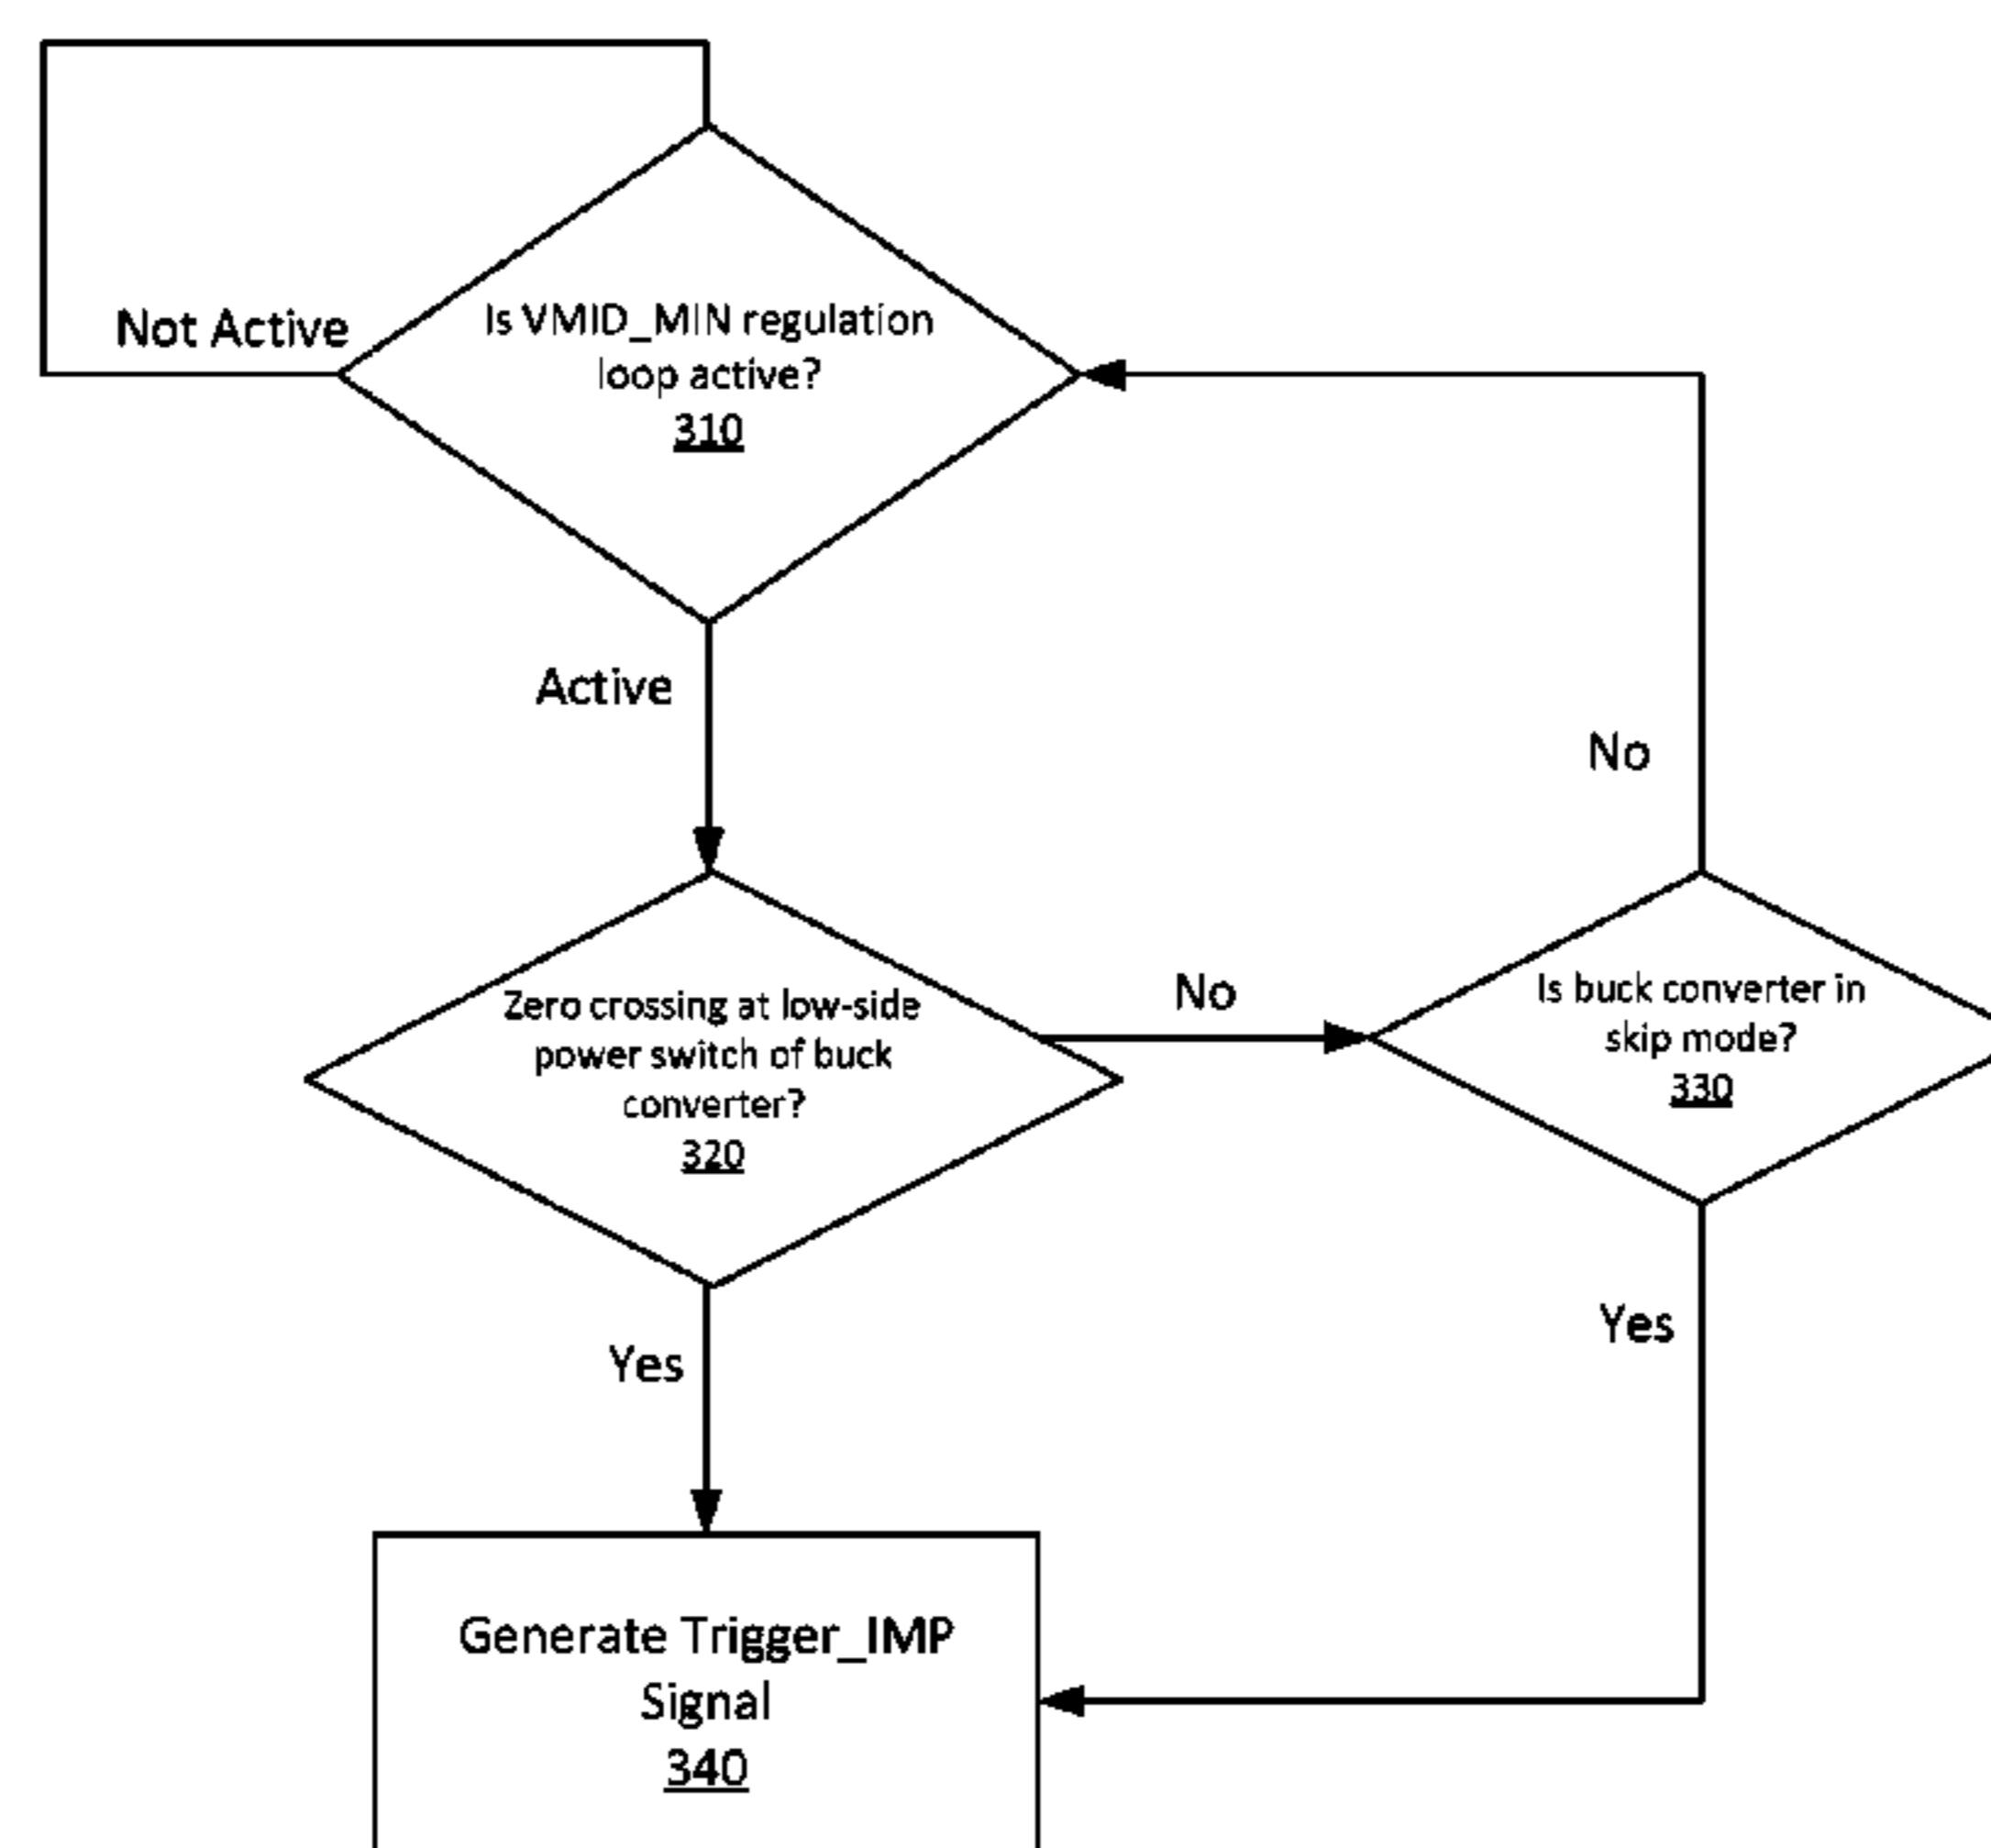 Not Active
Is VMID_MIN regulation
loop active?
310
Active
No
Zero crossing at low-side
power switch of buck
converter?
320
No
Is buck converter in
skip mode?
330
Yes
Yes
Generate Trigger_IMP
Signal
340